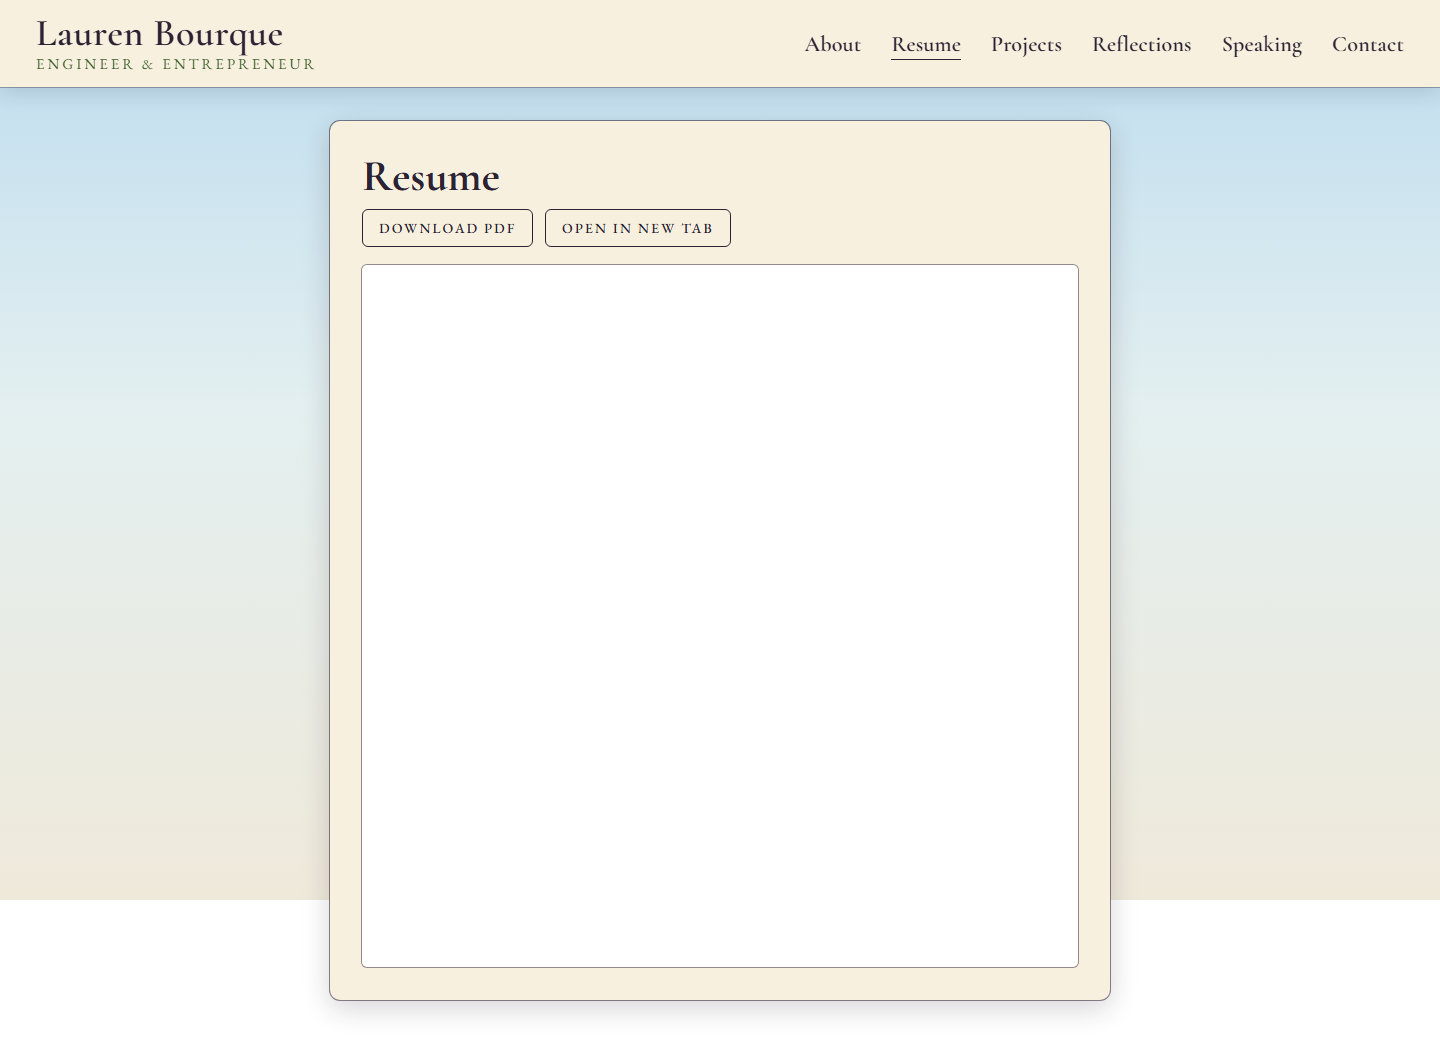 Lauren Bourque
ENGINEER & ENTREPRENEUR
About Resume Projects Reflections Speaking Contact
Resume
DOWNLOAD PDF OPEN IN NEW TAB